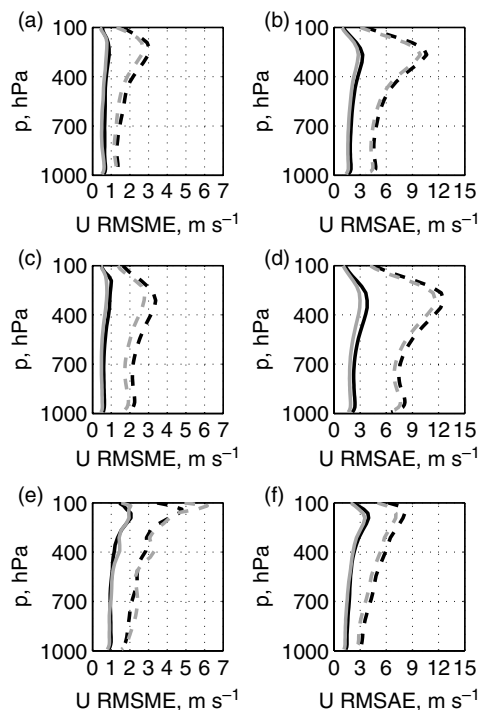 (a)
(b)
p, hPa
100
400
700
1000
0 1 2 3 4 5 6 7
U RMSME, m s⁻¹
p, hPa
100
400
700
1000
0 3 6 9 12 15
U RMSAE, m s⁻¹
(c)
(d)
p, hPa
100
400
700
1000
0 1 2 3 4 5 6 7
U RMSME, m s⁻¹
p, hPa
100
400
700
1000
0 3 6 9 12 15
U RMSAE, m s⁻¹
(e)
(f)
p, hPa
100
400
700
1000
0 1 2 3 4 5 6 7
U RMSME, m s⁻¹
p, hPa
100
400
700
1000
0 3 6 9 12 15
U RMSAE, m s⁻¹